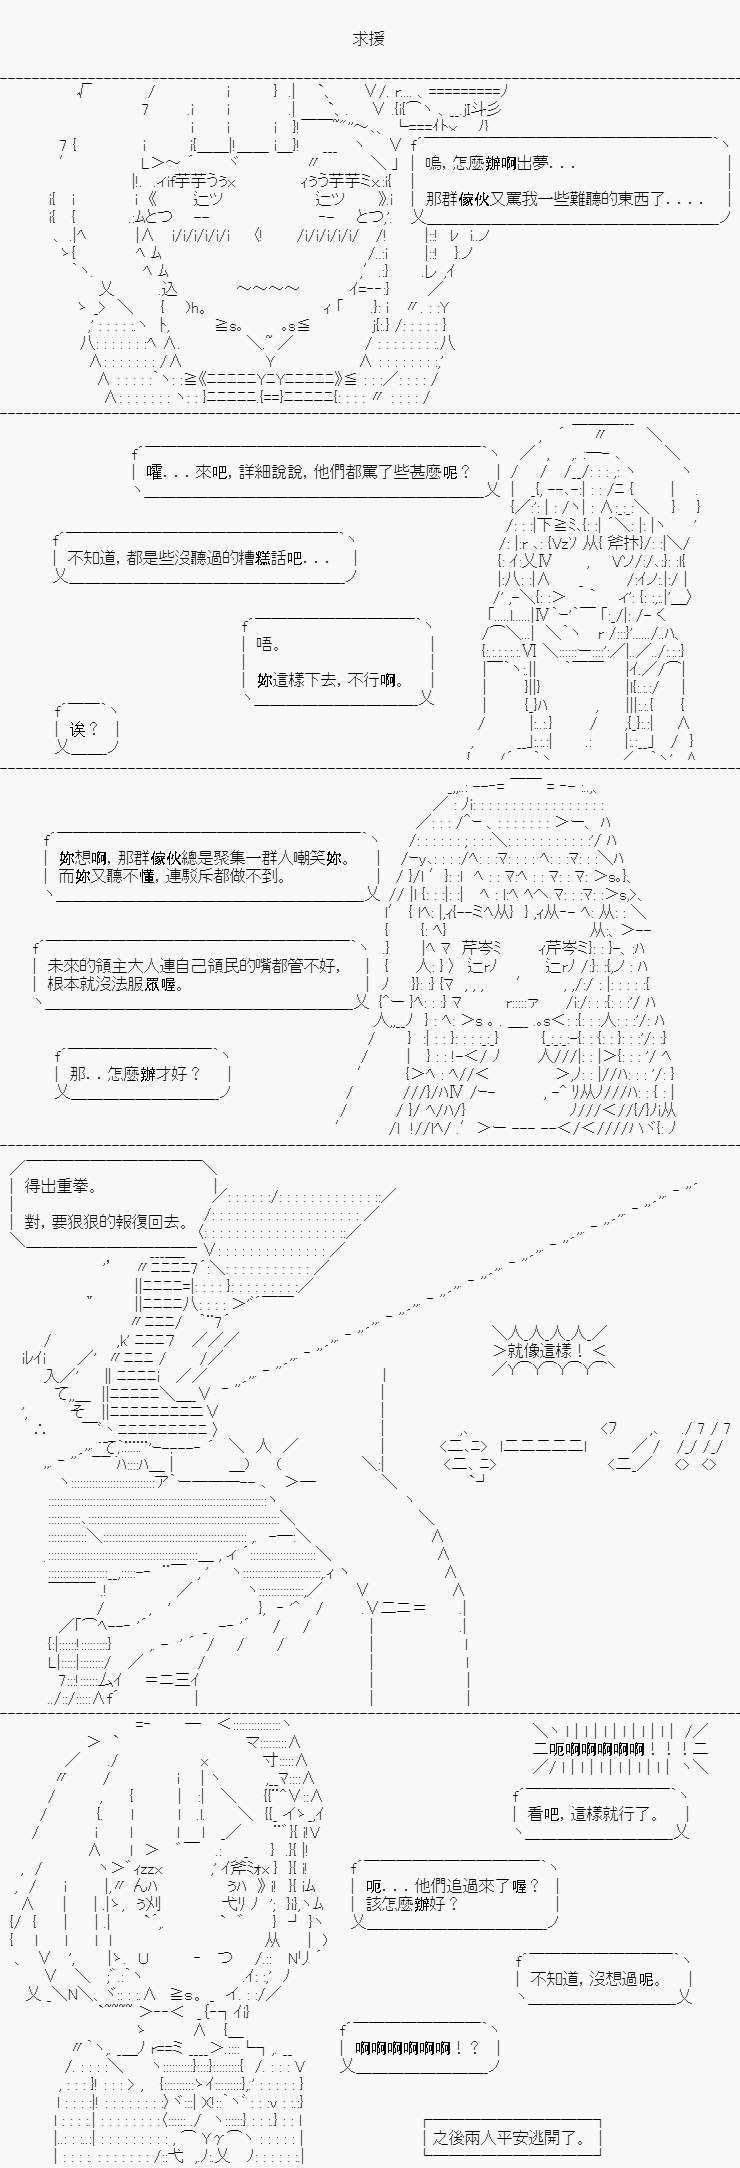 求援
嗚，怎麼辦啊出夢...
那群傢伙又罵我一些難聽的東西了....
嚯...來吧，詳細說說，他們都罵了些甚麼呢？
不知道，都是些沒聽過的糟糕話吧...
唔。
妳這樣下去，不行啊。
诶？
妳想啊，那群傢伙總是聚集一群人嘲笑妳。
而妳又聽不懂，連駁斥都做不到。
未來的領主大人連自己領民的嘴都管不好，
根本就沒法服眾喔。
那..怎麼辦才好？
得出重拳。
對，要狠狠的報復回去。
就像這樣！
呃啊啊啊啊啊！！！
看吧，這樣就行了。
呃...他們追過來了喔？
該怎麼辦好？
不知道，沒想過呢。
啊啊啊啊啊啊！？
之後兩人平安逃開了。